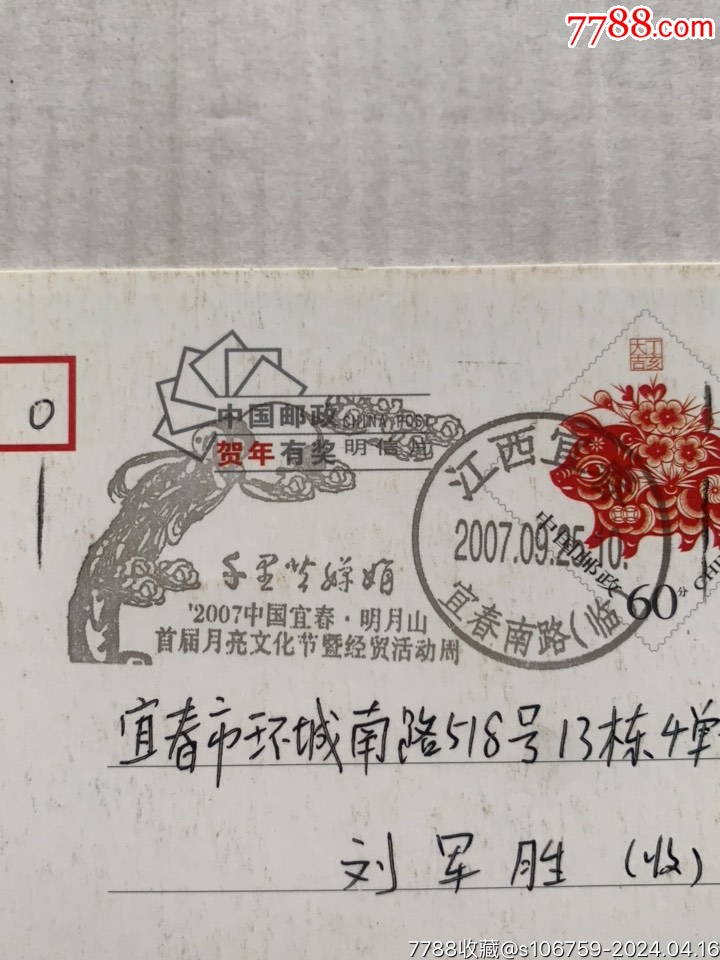 7788.com
0
中国邮政 CHINA POST
贺年有奖 明信片
千里共婵娟
'2007中国宜春·明月山
首届月亮文化节暨经贸活动周
江西宜
2007.09.25.10.
宜春南路(临
丁亥
大吉
中国邮政
60分
宜春市环城南路518号13栋4单
刘军胜(收)
7788收藏@s106759-2024.04.16